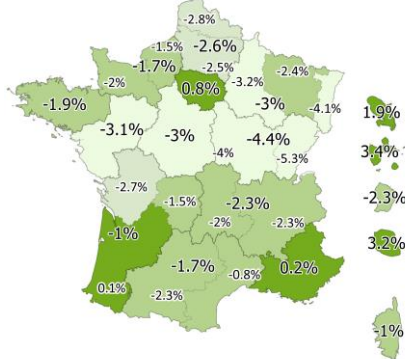 -2.8%
-1.5% -2.6%
-2% -1.7% -2.5% -3.2% -2.4%
0.8%
-1.9% -3% -4.1%
-3.1% -3% -4.4%
-4% -5.3%
-2.7% -1.5% -2.3%
-2% -2.3%
-1%
-1.7% -0.8% 0.2%
0.1% -2.3%
1.9%
3.4%
-2.3%
3.2%
-1%